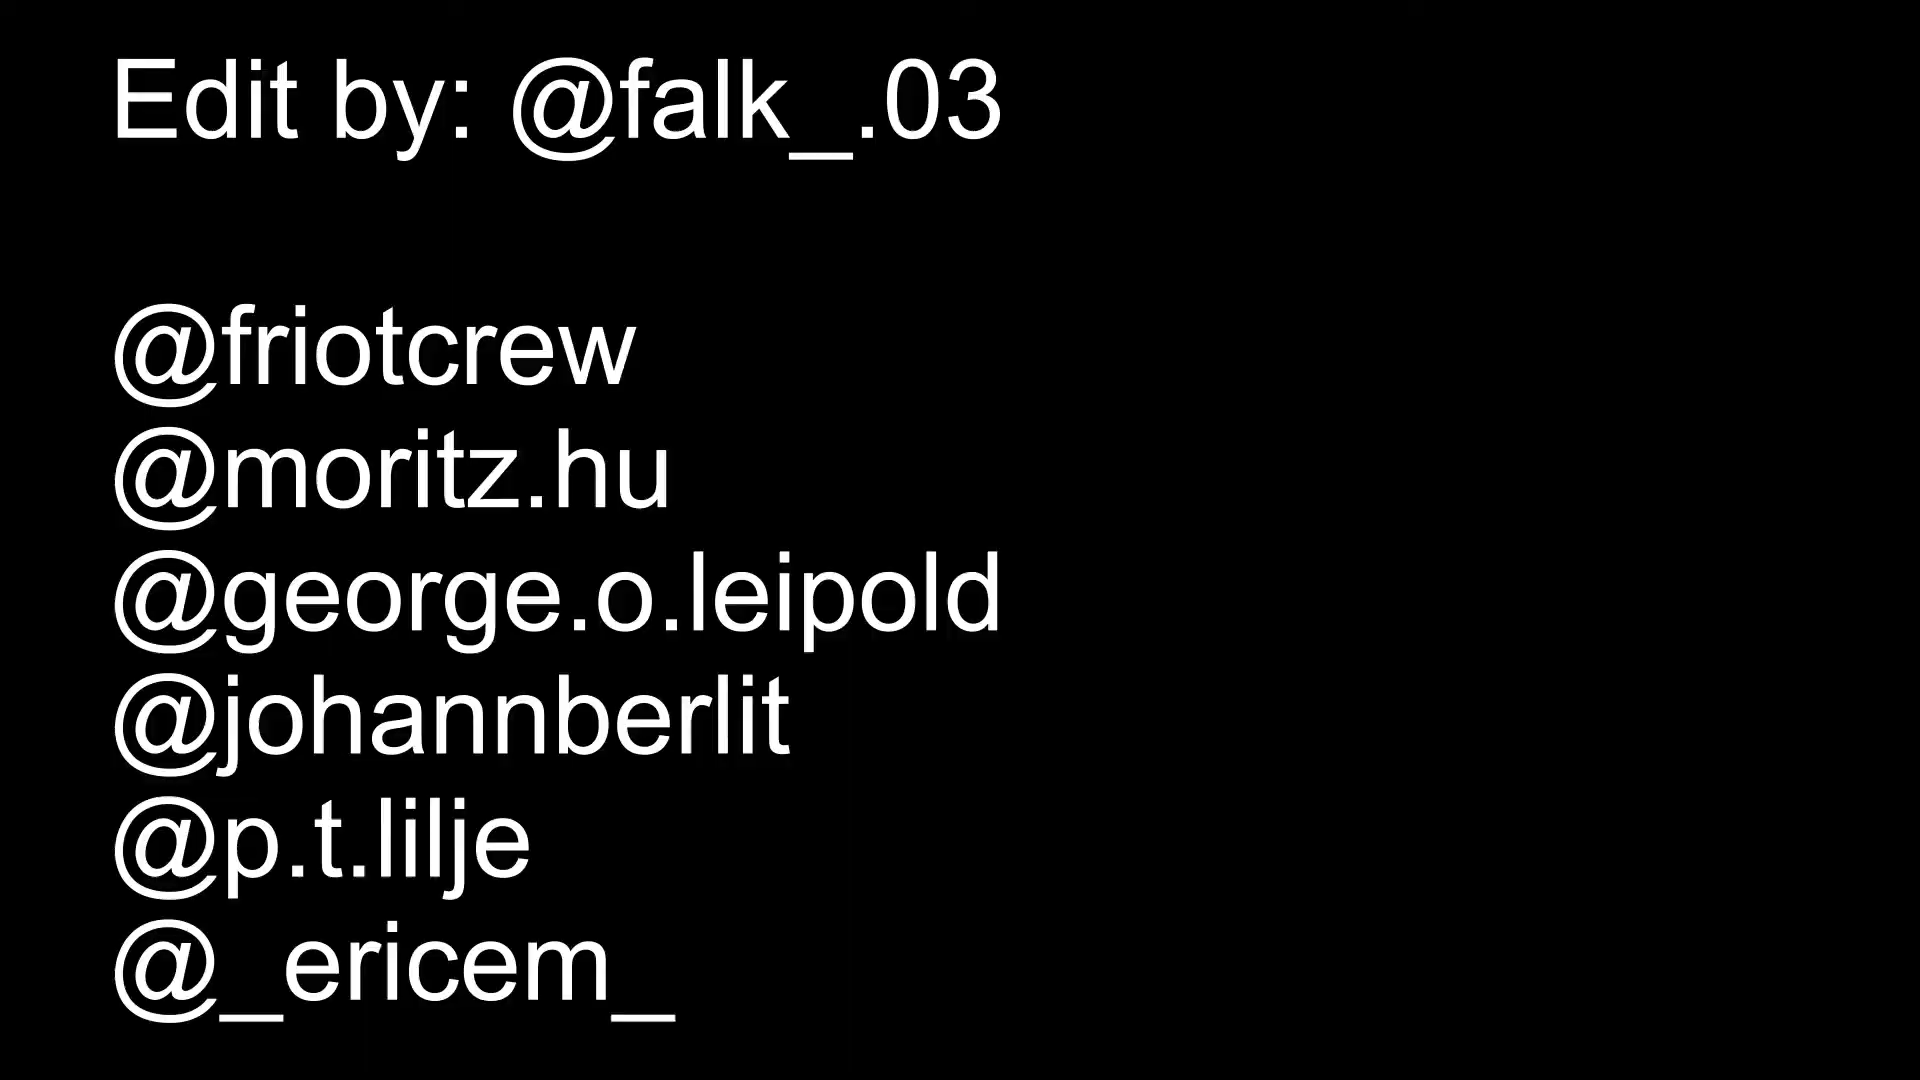 Edit by: @falk_.03
@friotcrew
@moritz.hu
@george.o.leipold
@johannberlit
@p.t.lilje
@_ericem_